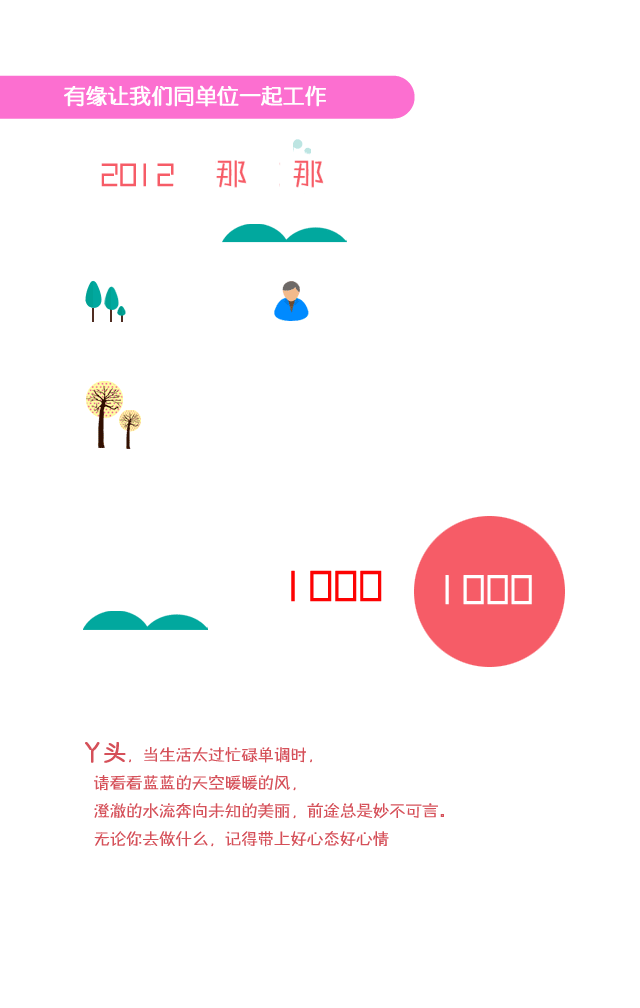 有缘让我们同单位一起工作
2012 那 那
1000 1000
丫头，当生活太过忙碌单调时，
请看看蓝蓝的天空暖暖的风，
澄澈的水流奔向未知的美丽，前途总是妙不可言。
无论你去做什么，记得带上好心态好心情